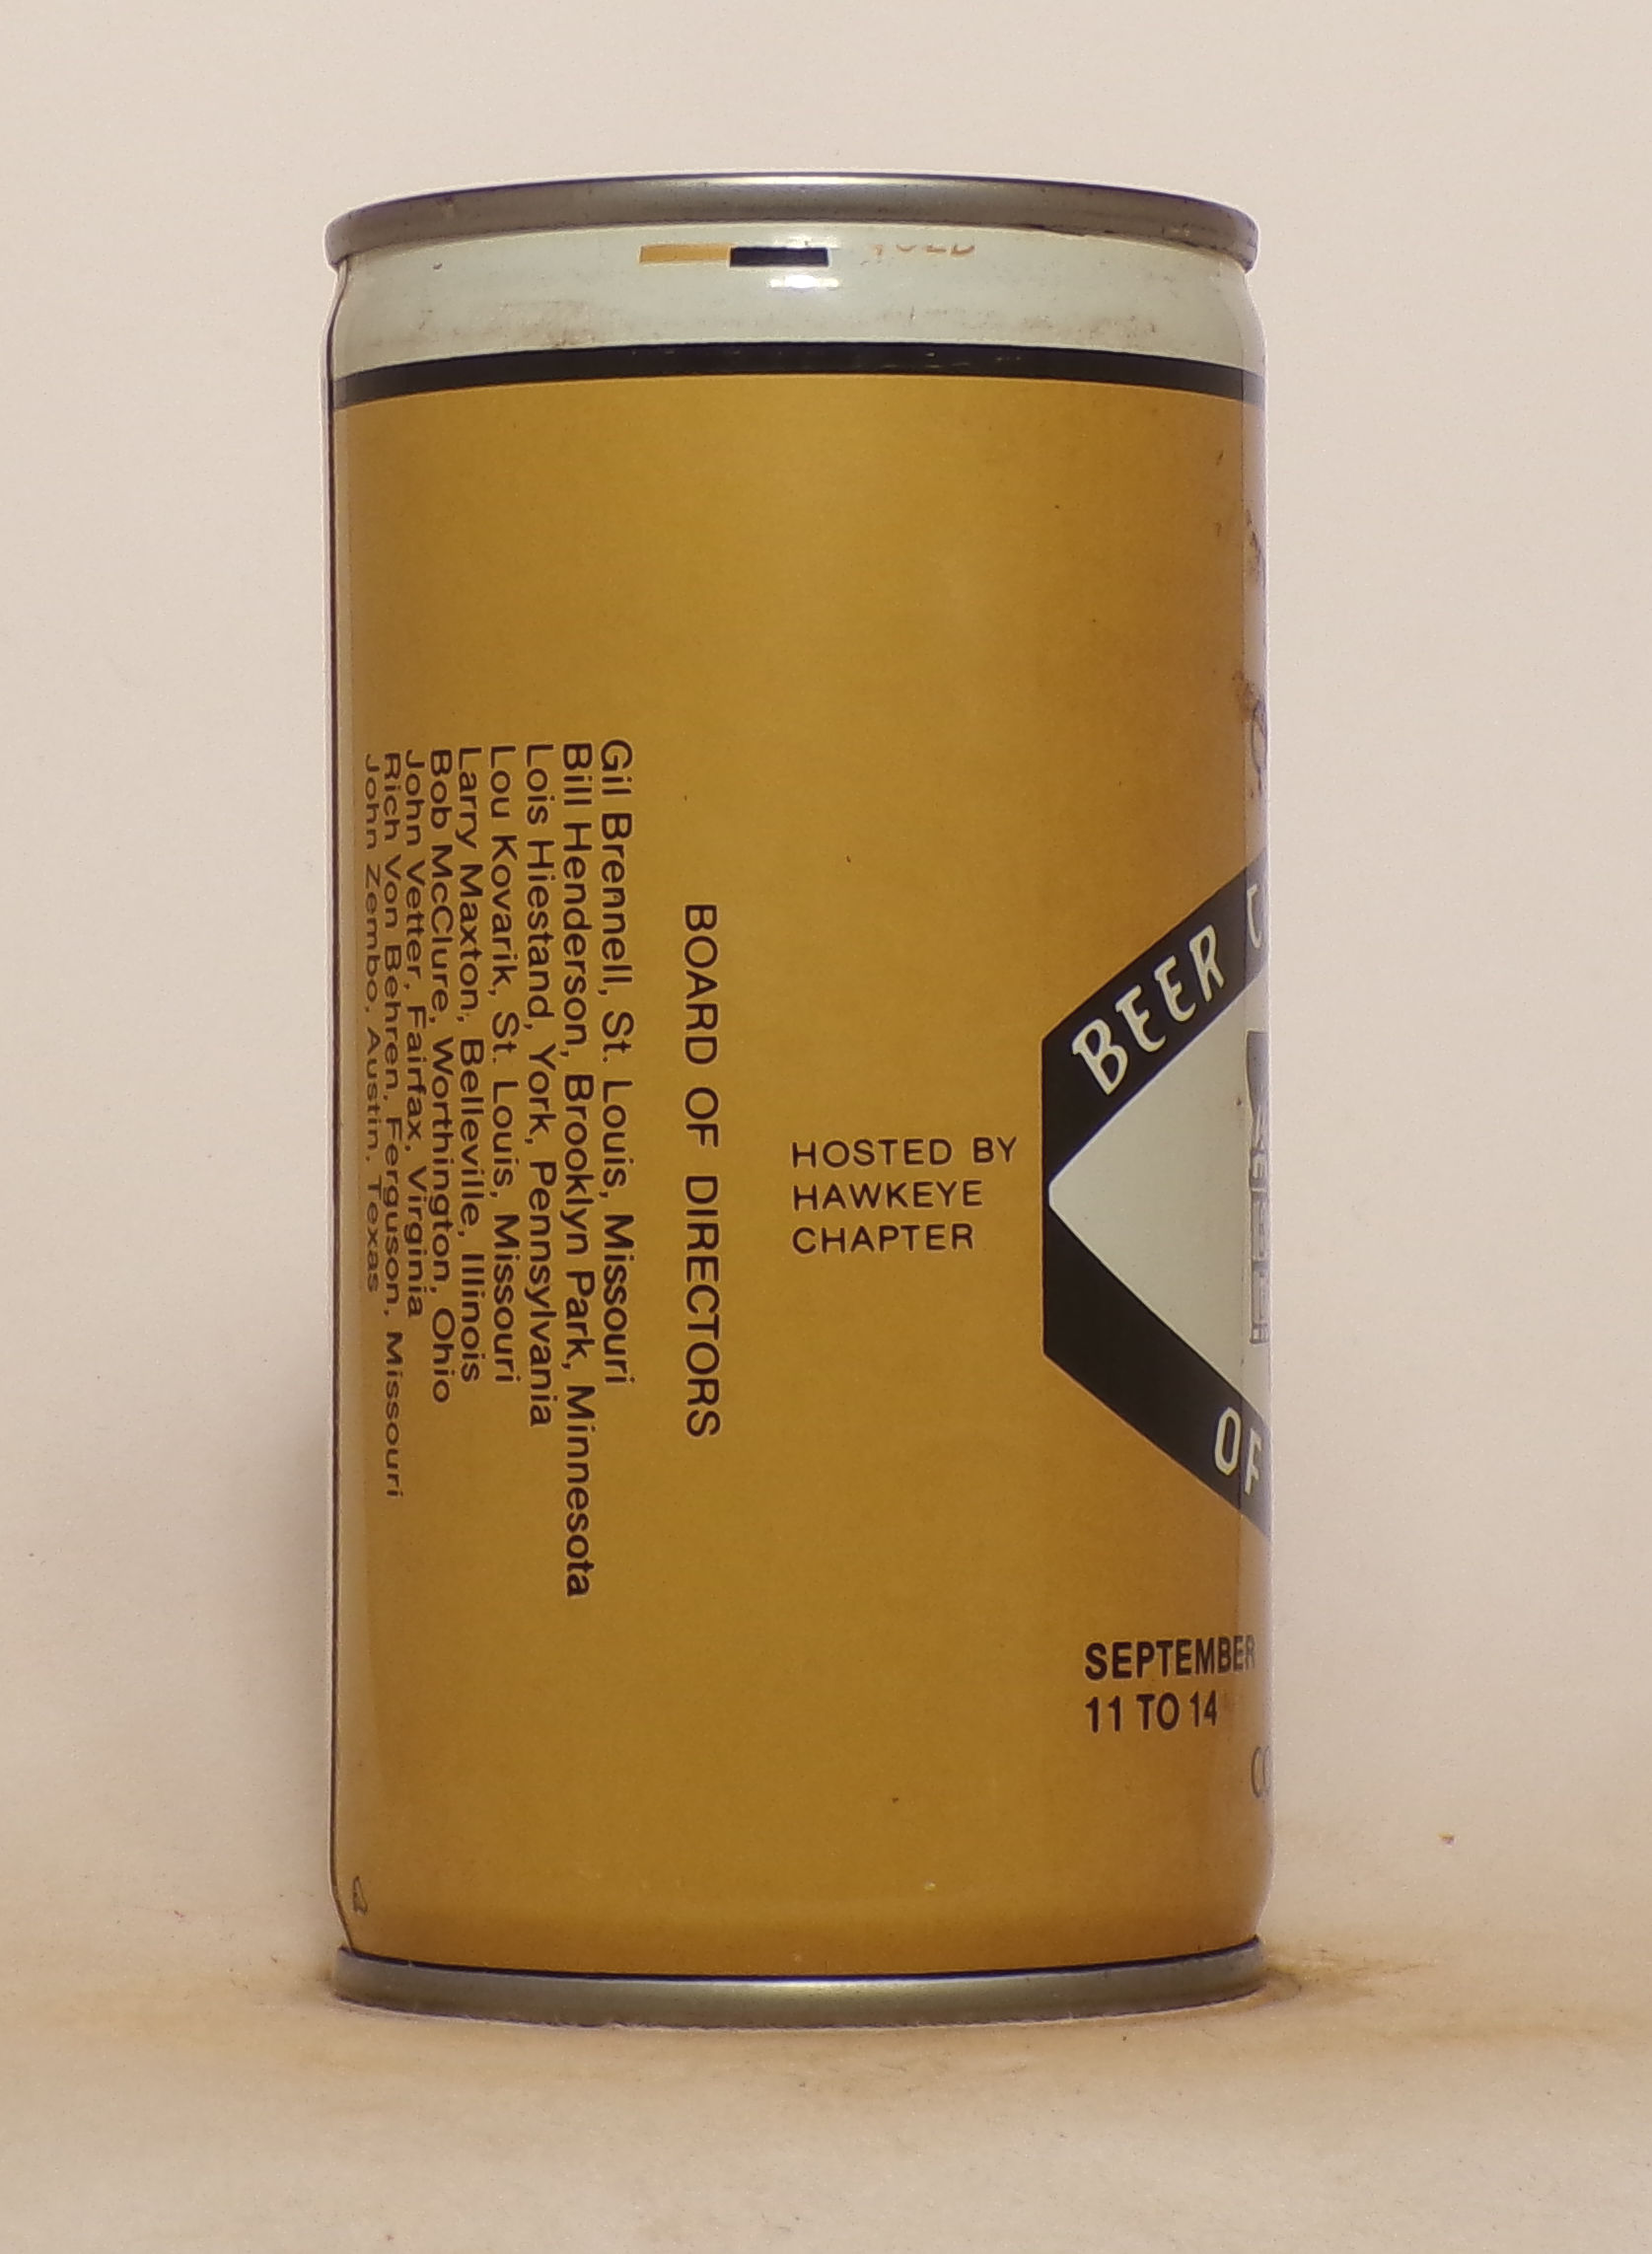 BOARD OF DIRECTORS
Gil Brennell, St. Louis, Missouri
Bill Henderson, Brooklyn Park, Minnesota
Lois Hiestand, York, Pennsylvania
Lou Kovarik, St. Louis, Missouri
Larry Maxton, Belleville, Illinois
Bob McClure, Worthington, Ohio
John Vetter, Fairfax, Virginia
Rich Von Behren, Ferguson, Missouri
John Zembo, Austin, Texas
HOSTED BY
HAWKEYE
CHAPTER
BEER
OF
SEPTEMBER
11 TO 14